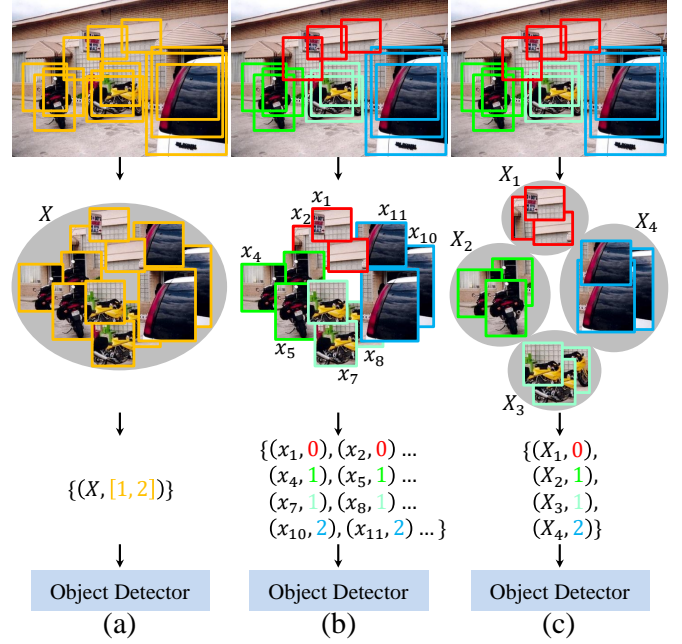 X
{(X, [1, 2])}
Object Detector
(a)
x₁
x₂
x₁₁
x₁₀
x₄
x₅
x₇
x₈
{(x₁, 0), (x₂, 0) ...
(x₄, 1), (x₅, 1) ...
(x₇, 1), (x₈, 1) ...
(x₁₀, 2), (x₁₁, 2) ... }
Object Detector
(b)
X₁
X₂
X₄
X₃
{(X₁, 0),
(X₂, 1),
(X₃, 1),
(X₄, 2)}
Object Detector
(c)